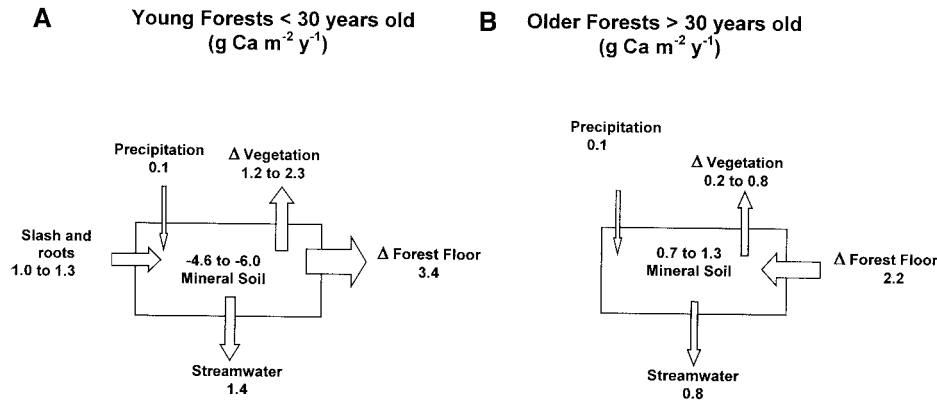 A
Young Forests < 30 years old
(g Ca m⁻² y⁻¹)
Precipitation
0.1
Δ Vegetation
1.2 to 2.3
Slash and
roots
1.0 to 1.3
-4.6 to -6.0
Mineral Soil
Δ Forest Floor
3.4
Streamwater
1.4
B
Older Forests > 30 years old
(g Ca m⁻² y⁻¹)
Precipitation
0.1
Δ Vegetation
0.2 to 0.8
0.7 to 1.3
Mineral Soil
Δ Forest Floor
2.2
Streamwater
0.8